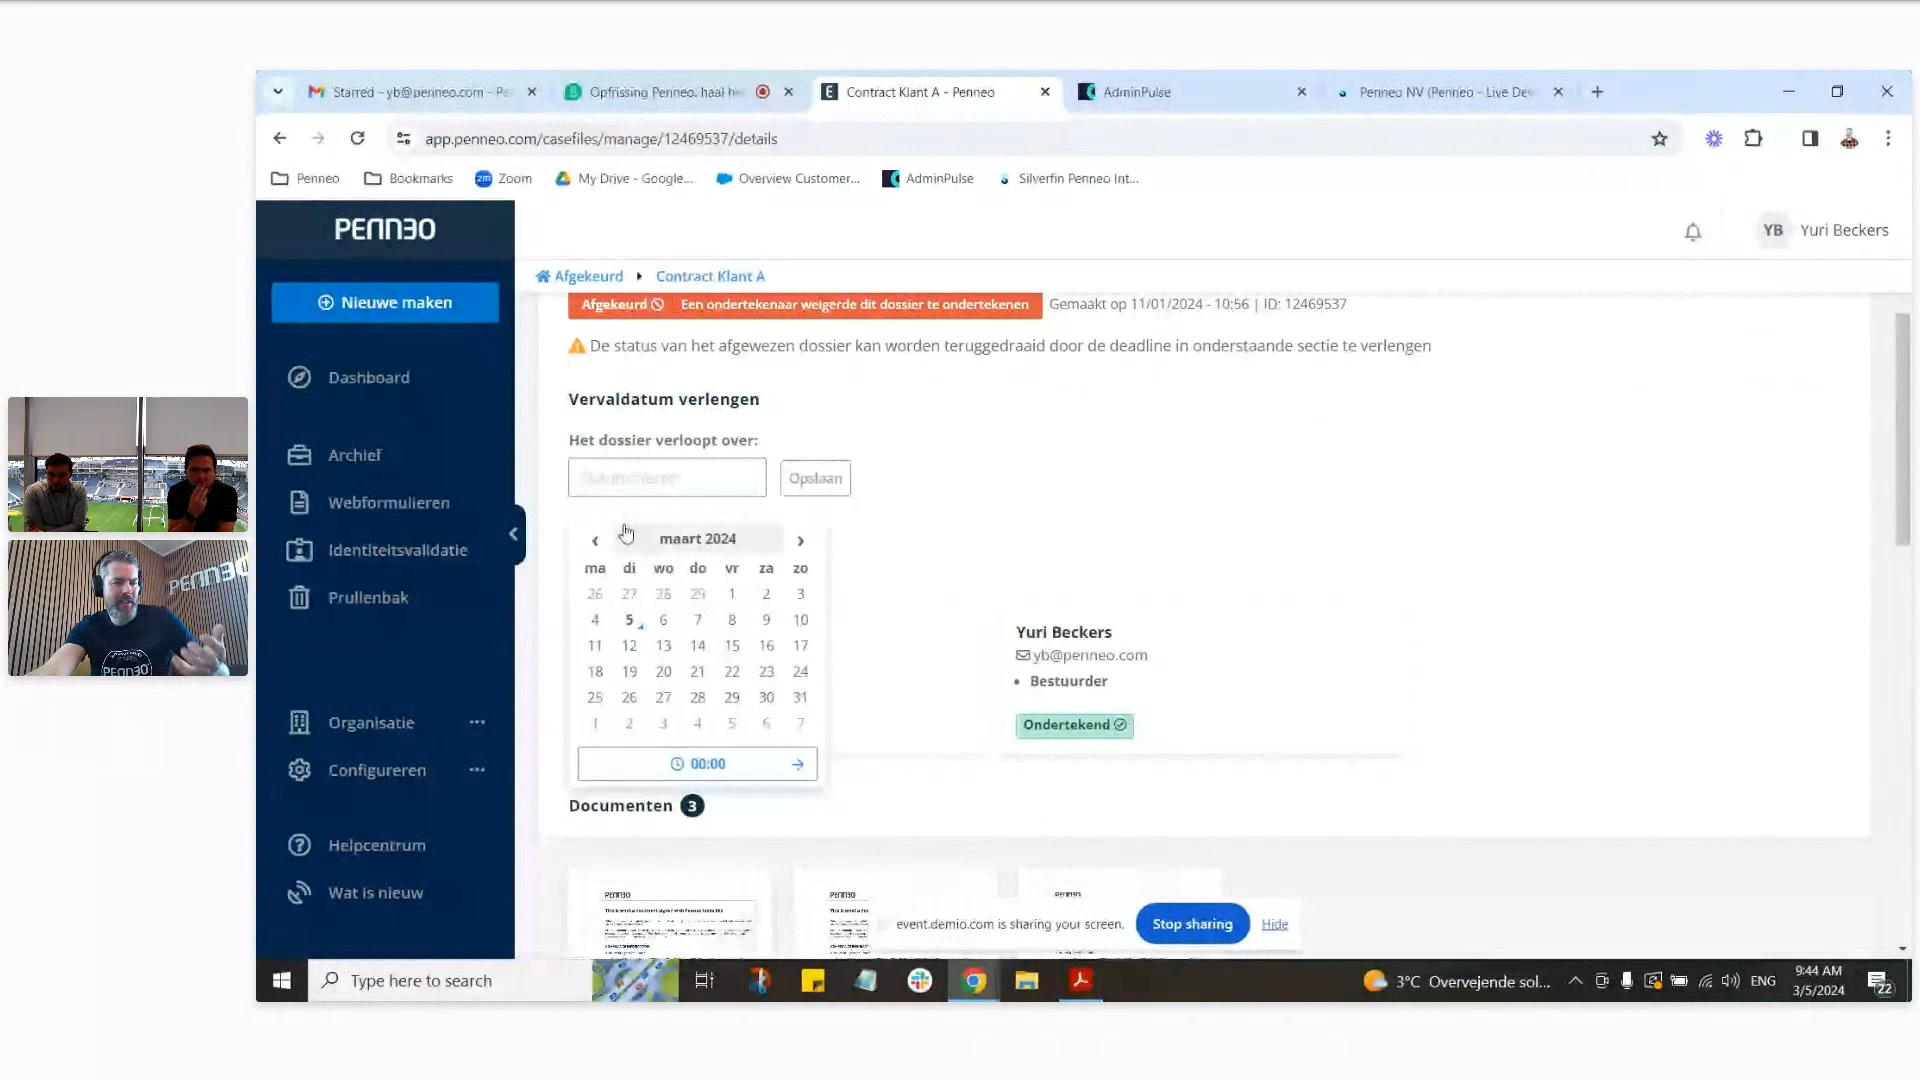 Starred - yb@penneo.com - Pe
Opfrissing Penneo. haal he
Contract Klant A - Penneo
AdminPulse
Penneo NV (Penneo - Live Dev
app.penneo.com/casefiles/manage/12469537/details
Penneo
Bookmarks
Zoom
My Drive - Google...
Overview Customer...
AdminPulse
Silverfin Penneo Int...
PENNEO
YB Yuri Beckers
Afgekeurd Contract Klant A
Nieuwe maken
Dashboard
Archief
Webformulieren
Identiteitsvalidatie
Prullenbak
Organisatie
Configureren
Helpcentrum
Wat is nieuw
Afgekeurd Een ondertekenaar weigerde dit dossier te ondertekenen Gemaakt op 11/01/2024 - 10:56 | ID: 12469537
De status van het afgewezen dossier kan worden teruggedraaid door de deadline in onderstaande sectie te verlengen
Vervaldatum verlengen
Het dossier verloopt over:
Opslaan
maart 2024
ma di wo do vr za zo
26 27 28 29 1 2 3
4 5 6 7 8 9 10
11 12 13 14 15 16 17
18 19 20 21 22 23 24
25 26 27 28 29 30 31
1 2 3 4 5 6 7
00:00
Yuri Beckers
yb@penneo.com
Bestuurder
Ondertekend
Documenten 3
PENNEO
PENNEO
PENNEO
event.demio.com is sharing your screen.
Stop sharing
Hide
PENNEO
PENNEO
Type here to search
3°C Overvejende sol...
ENG
9:44 AM
3/5/2024
22